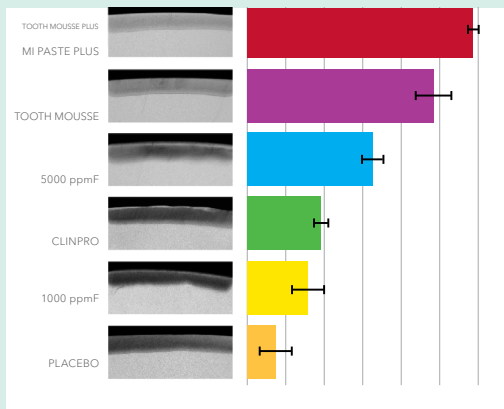 TOOTH MOUSSE PLUS
MI PASTE PLUS
TOOTH MOUSSE
5000 ppmF
CLINPRO
1000 ppmF
PLACEBO